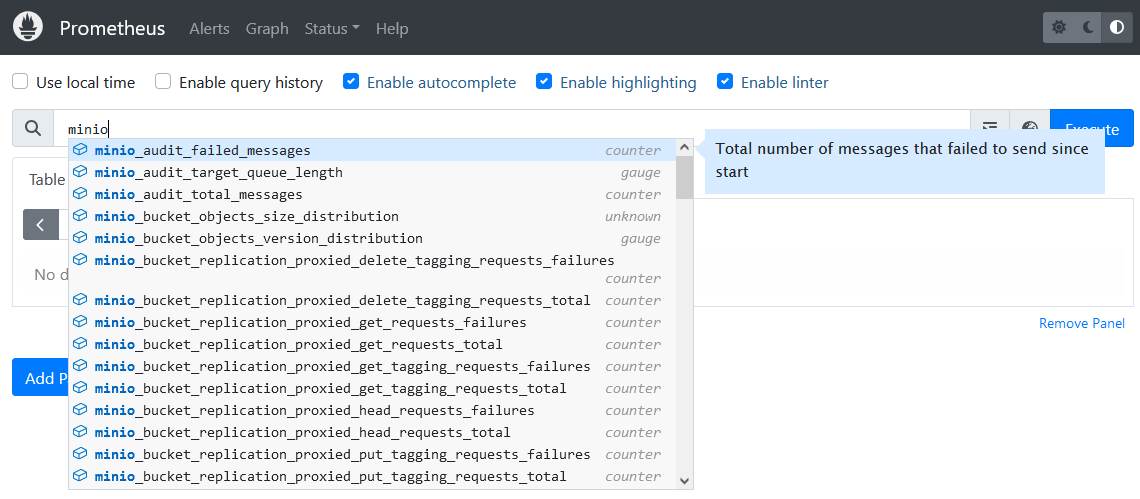 Prometheus Alerts Graph Status Help
Use local time Enable query history Enable autocomplete Enable highlighting Enable linter
minio
Execute
minio_audit_failed_messages counter
Total number of messages that failed to send since
start
minio_audit_target_queue_length gauge
Table
minio_audit_total_messages counter
minio_bucket_objects_size_distribution unknown
minio_bucket_objects_version_distribution gauge
minio_bucket_replication_proxied_delete_tagging_requests_failures
counter
No d
minio_bucket_replication_proxied_delete_tagging_requests_total counter
minio_bucket_replication_proxied_get_requests_failures counter
Remove Panel
minio_bucket_replication_proxied_get_requests_total counter
minio_bucket_replication_proxied_get_tagging_requests_failures counter
Add P
minio_bucket_replication_proxied_get_tagging_requests_total counter
minio_bucket_replication_proxied_head_requests_failures counter
minio_bucket_replication_proxied_head_requests_total counter
minio_bucket_replication_proxied_put_tagging_requests_failures counter
minio_bucket_replication_proxied_put_tagging_requests_total counter